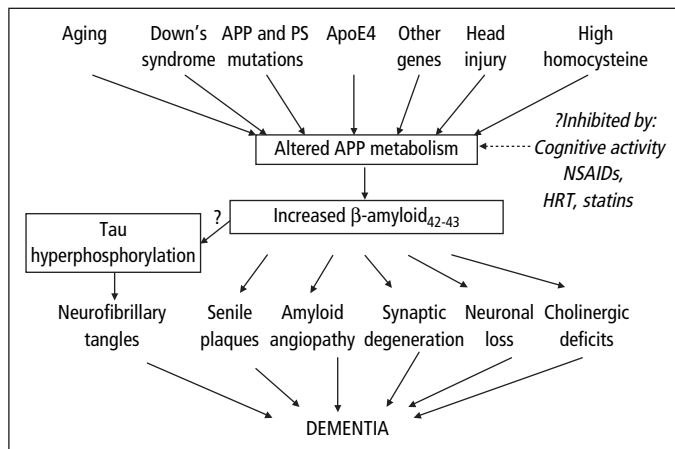 Aging
Down's
syndrome
APP and PS
mutations
ApoE4
Other
genes
Head
injury
High
homocysteine
?Inhibited by:
Cognitive activity
NSAIDs,
HRT, statins
Altered APP metabolism
Increased β-amyloid42-43
?
Tau
hyperphosphorylation
Neurofibrillary
tangles
Senile
plaques
Amyloid
angiopathy
Synaptic
degeneration
Neuronal
loss
Cholinergic
deficits
DEMENTIA